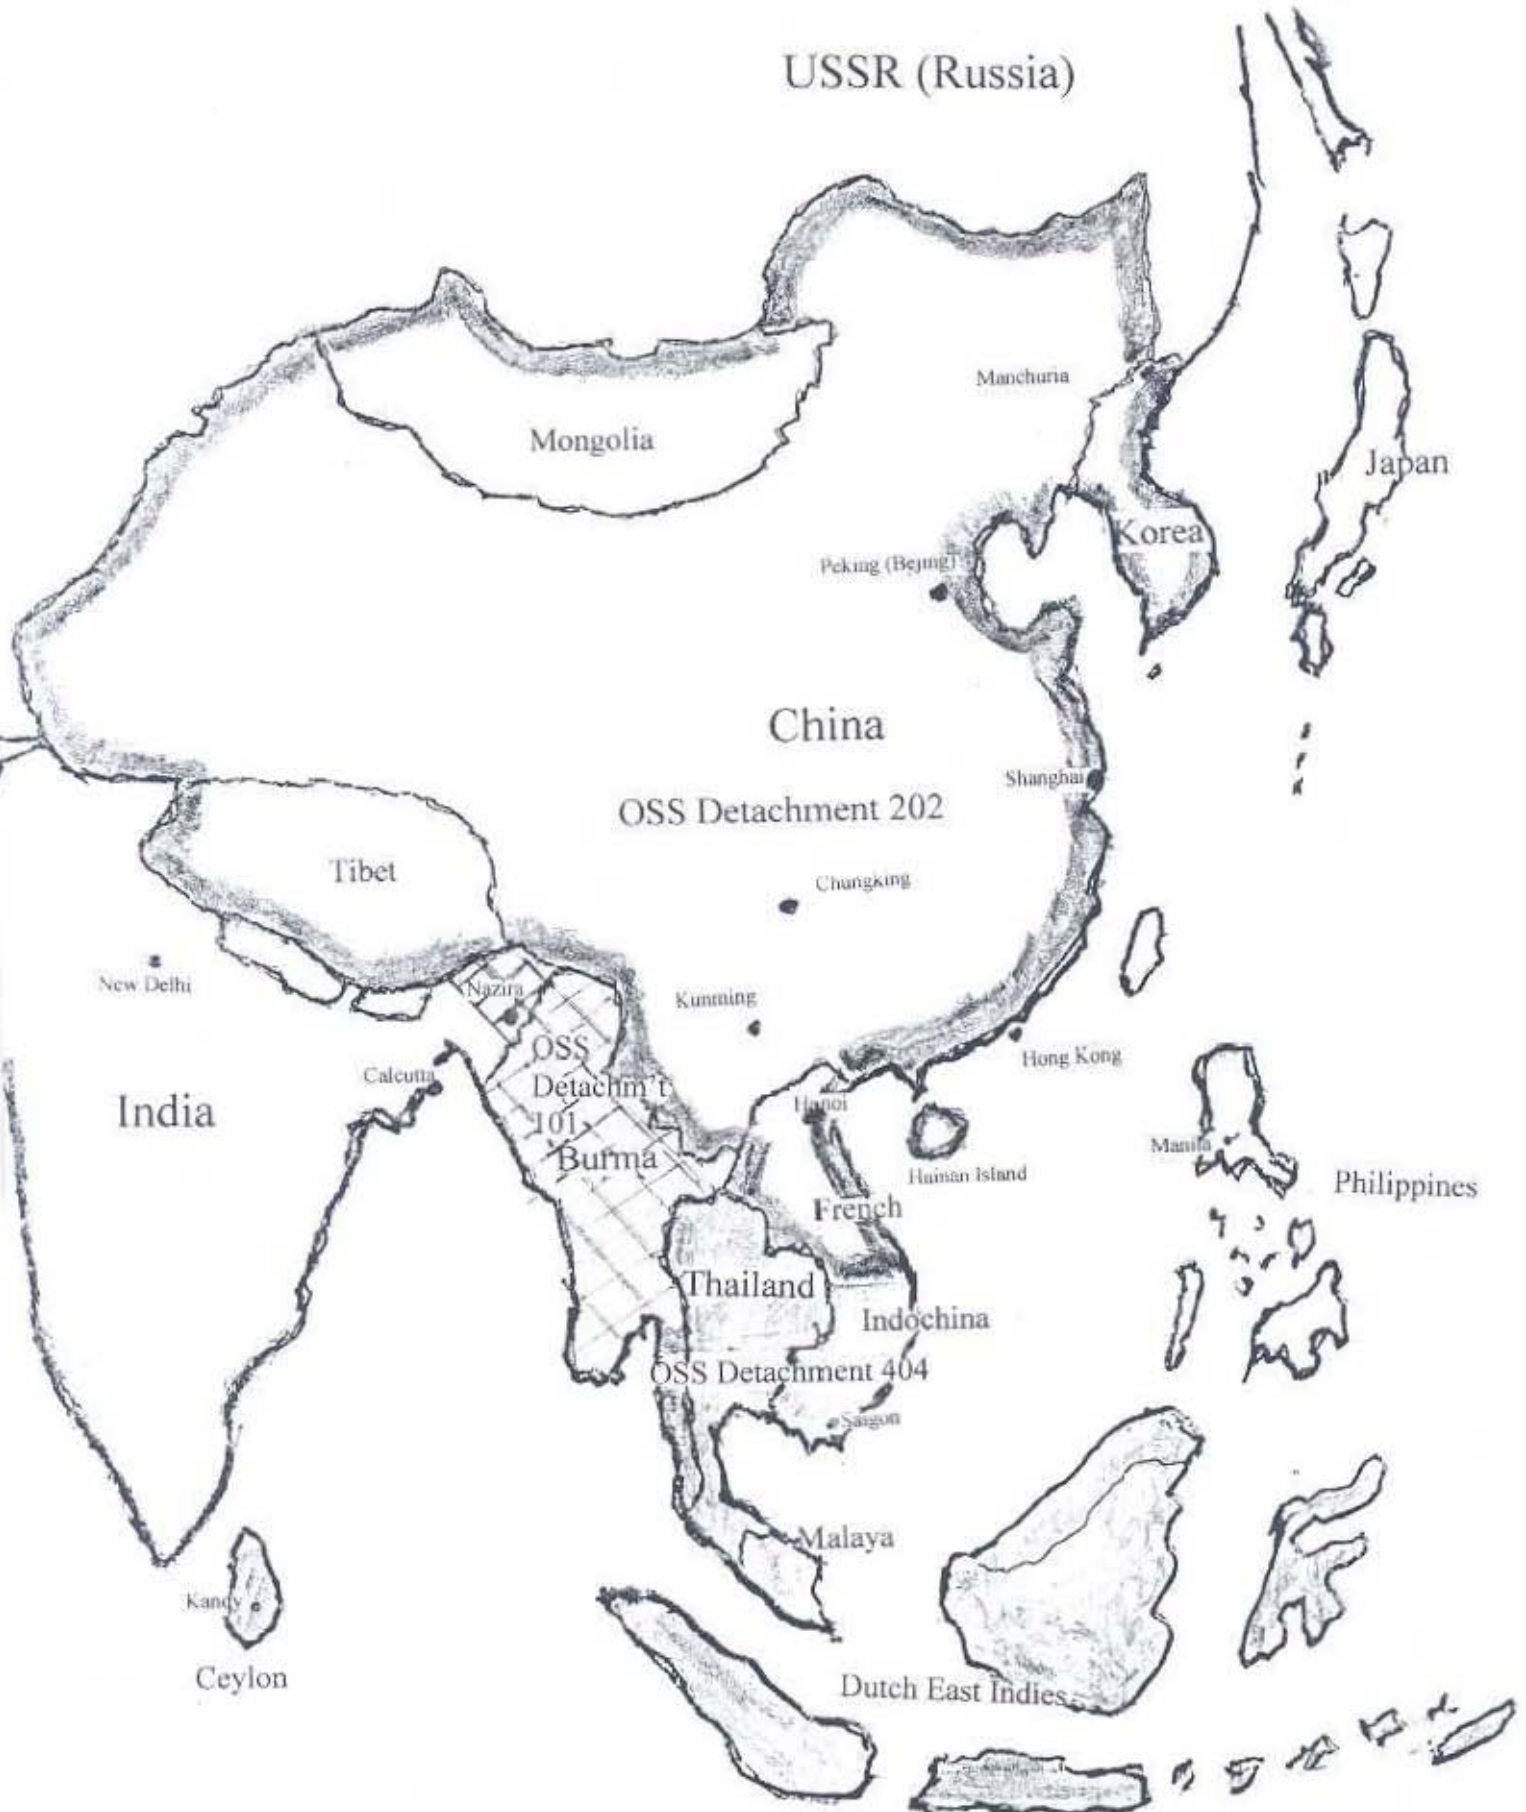 USSR (Russia)
Manchuria
Mongolia
Japan
Korea
Peking (Bejing)
China
Shanghai
OSS Detachment 202
Tibet
Chungking
New Delhi
Nazira
Kunming
OSS
Hong Kong
Calcutta
Detachm't
India
Hanoi
101
Manila
Burma
Hainan Island
Philippines
French
Thailand
Indochina
OSS Detachment 404
Saigon
Malaya
Kandy
Ceylon
Dutch East Indies